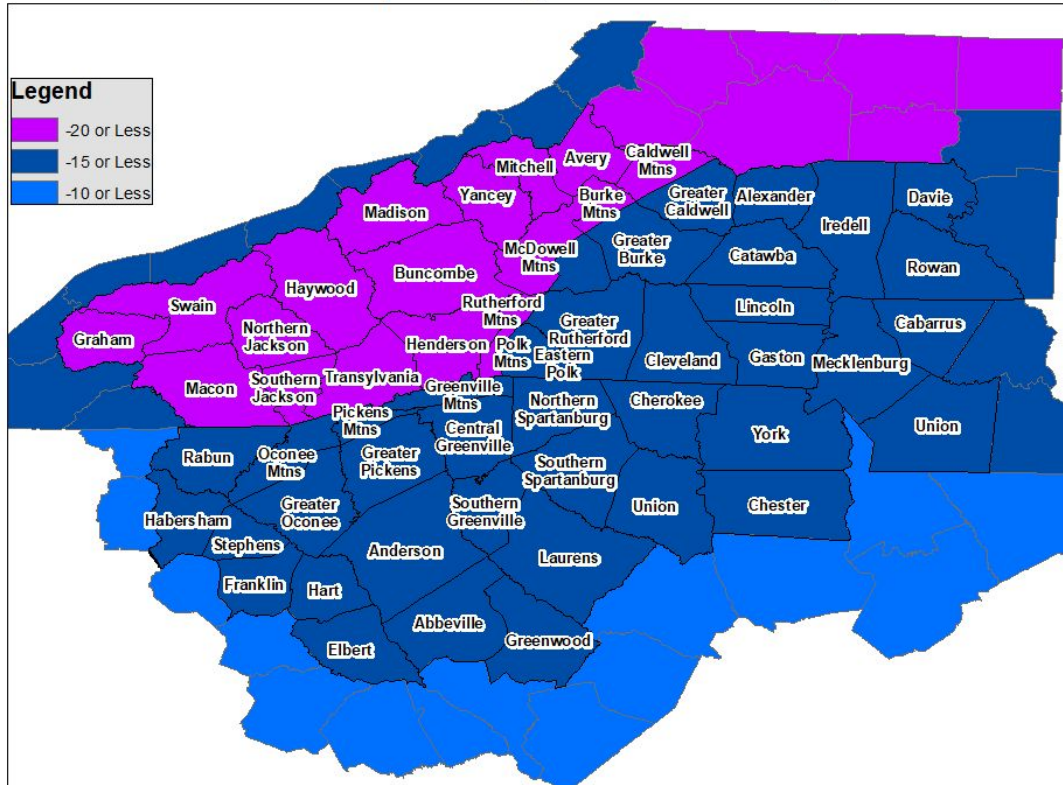 Legend
-20 or Less
-15 or Less
-10 or Less
Mitchell
Avery
Caldwell
Mtns
Madison
Yancey
Burke
Mtns
Greater
Caldwell
Alexander
Iredell
Davie
McDowell
Mtns
Greater
Burke
Catawba
Rowan
Buncombe
Haywood
Swain
Rutherford
Mtns
Greater
Rutherford
Lincoln
Cabarrus
Graham
Northern
Jackson
Henderson
Polk
Mtns
Eastern
Polk
Cleveland
Gaston
Mecklenburg
Macon
Southern
Jackson
Transylvania
Greenville
Mtns
Northern
Spartanburg
Cherokee
York
Union
Pickens
Mtns
Central
Greenville
Rabun
Oconee
Mtns
Greater
Pickens
Southern
Spartanburg
Greater
Oconee
Southern
Greenville
Union
Chester
Habersham
Stephens
Anderson
Laurens
Franklin
Hart
Abbeville
Greenwood
Elbert